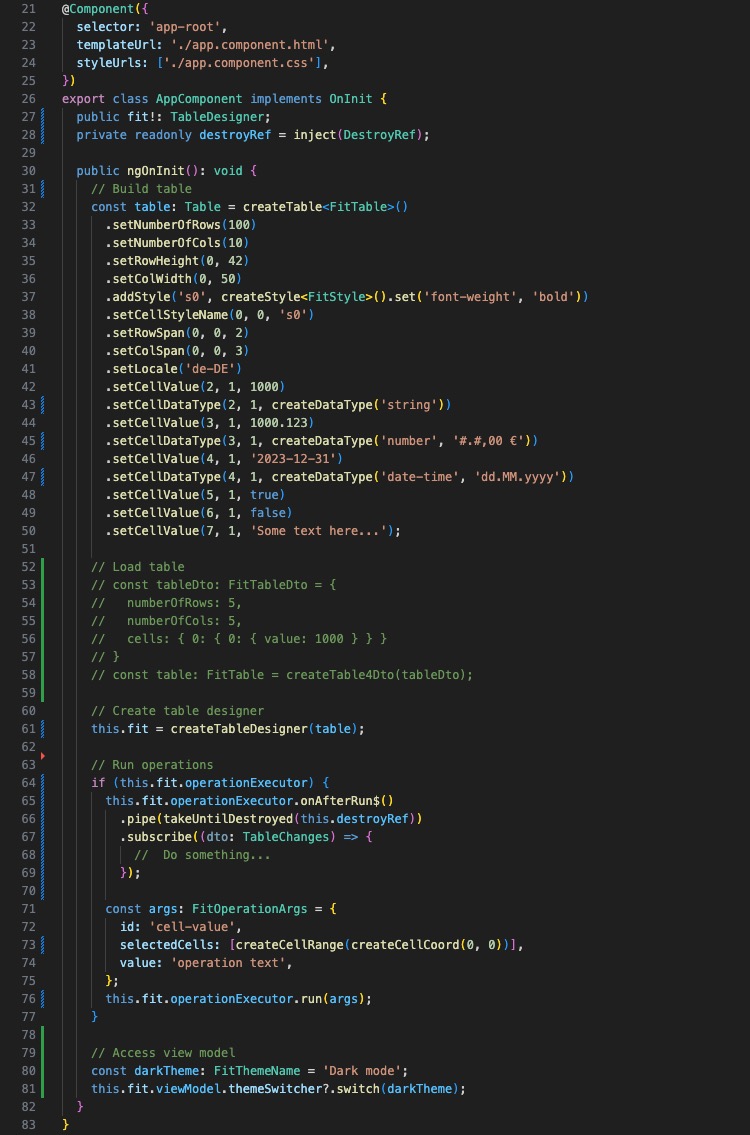 21 @Component({
22   selector: 'app-root',
23   templateUrl: './app.component.html',
24   styleUrls: ['./app.component.css'],
25 })
26 export class AppComponent implements OnInit {
27   public fit!: TableDesigner;
28   private readonly destroyRef = inject(DestroyRef);
29
30   public ngOnInit(): void {
31     // Build table
32     const table: Table = createTable<FitTable>()
33       .setNumberOfRows(100)
34       .setNumberOfCols(10)
35       .setRowHeight(0, 42)
36       .setColWidth(0, 50)
37       .addStyle('s0', createStyle<FitStyle>().set('font-weight', 'bold'))
38       .setCellStyleName(0, 0, 's0')
39       .setRowSpan(0, 0, 2)
40       .setColSpan(0, 0, 3)
41       .setLocale('de-DE')
42       .setCellValue(2, 1, 1000)
43       .setCellDataType(2, 1, createDataType('string'))
44       .setCellValue(3, 1, 1000.123)
45       .setCellDataType(3, 1, createDataType('number', '#.#,00 €'))
46       .setCellValue(4, 1, '2023-12-31')
47       .setCellDataType(4, 1, createDataType('date-time', 'dd.MM.yyyy'))
48       .setCellValue(5, 1, true)
49       .setCellValue(6, 1, false)
50       .setCellValue(7, 1, 'Some text here...');
51
52     // Load table
53     // const tableDto: FitTableDto = {
54     //   numberOfRows: 5,
55     //   numberOfCols: 5,
56     //   cells: { 0: { 0: { value: 1000 } } }
57     // }
58     // const table: FitTable = createTable4Dto(tableDto);
59
60     // Create table designer
61     this.fit = createTableDesigner(table);
62
63     // Run operations
64     if (this.fit.operationExecutor) {
65       this.fit.operationExecutor.onAfterRun$()
66         .pipe(takeUntilDestroyed(this.destroyRef))
67         .subscribe((dto: TableChanges) => {
68           //  Do something...
69         });
70
71       const args: FitOperationArgs = {
72         id: 'cell-value',
73         selectedCells: [createCellRange(createCellCoord(0, 0))],
74         value: 'operation text',
75       };
76       this.fit.operationExecutor.run(args);
77     }
78
79     // Access view model
80     const darkTheme: FitThemeName = 'Dark mode';
81     this.fit.viewModel.themeSwitcher?.switch(darkTheme);
82   }
83 }